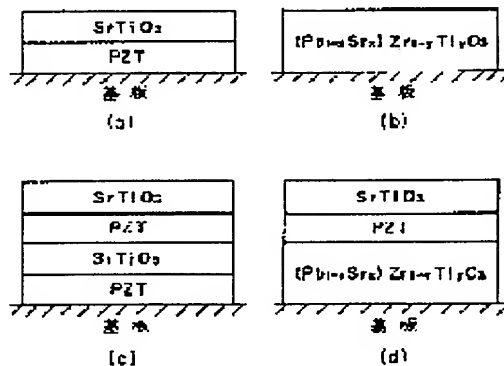 SrTiO₃
PZT
基板
(a)
(Pb₁₋ₓSrₓ) Zr₁₋yTiyO₃
基板
(b)
SrTiO₃
PZT
SrTiO₃
PZT
基板
(c)
SrTiO₃
PZT
(Pb₁₋ₓSrₓ) Zr₁₋yTiyO₃
基板
(d)